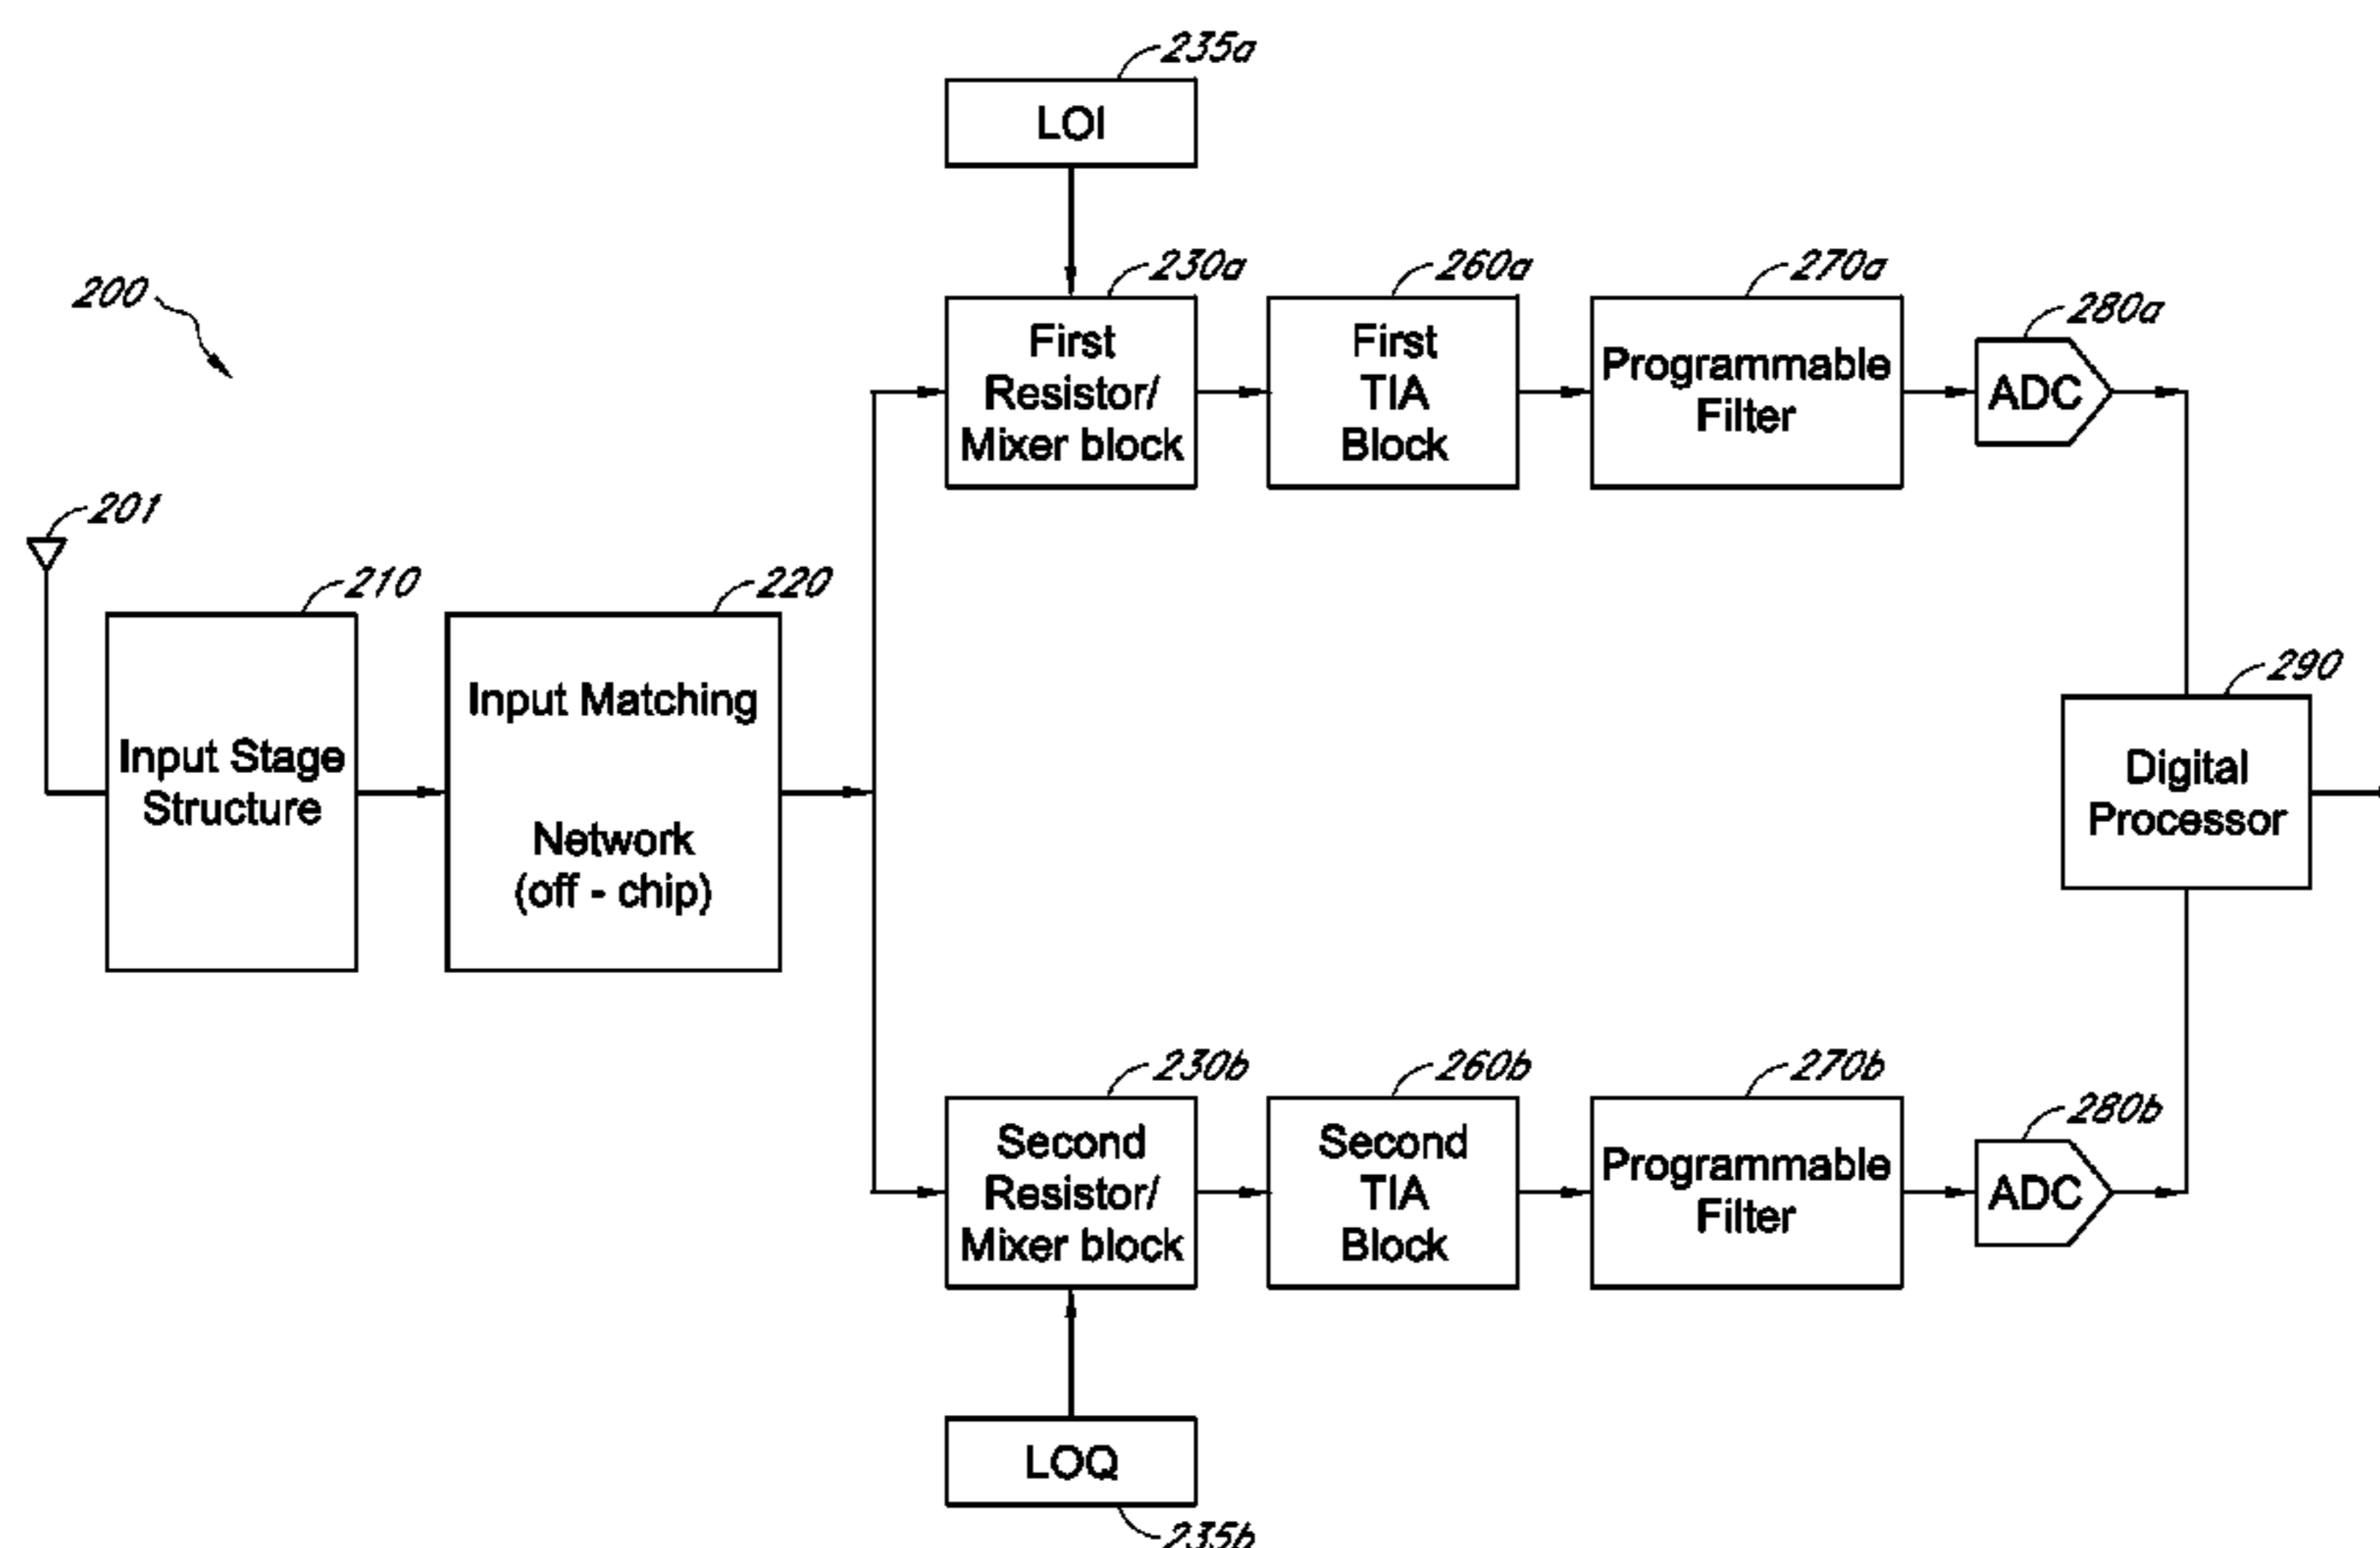 235a
LOI
200
230a
260a
270a
280a
First
Resistor/
Mixer block
First
TIA
Block
Programmable
Filter
ADC
201
210
220
Input Stage
Structure
Input Matching
Network
(off - chip)
290
Digital
Processor
230b
260b
270b
280b
Second
Resistor/
Mixer block
Second
TIA
Block
Programmable
Filter
ADC
LOQ
235b